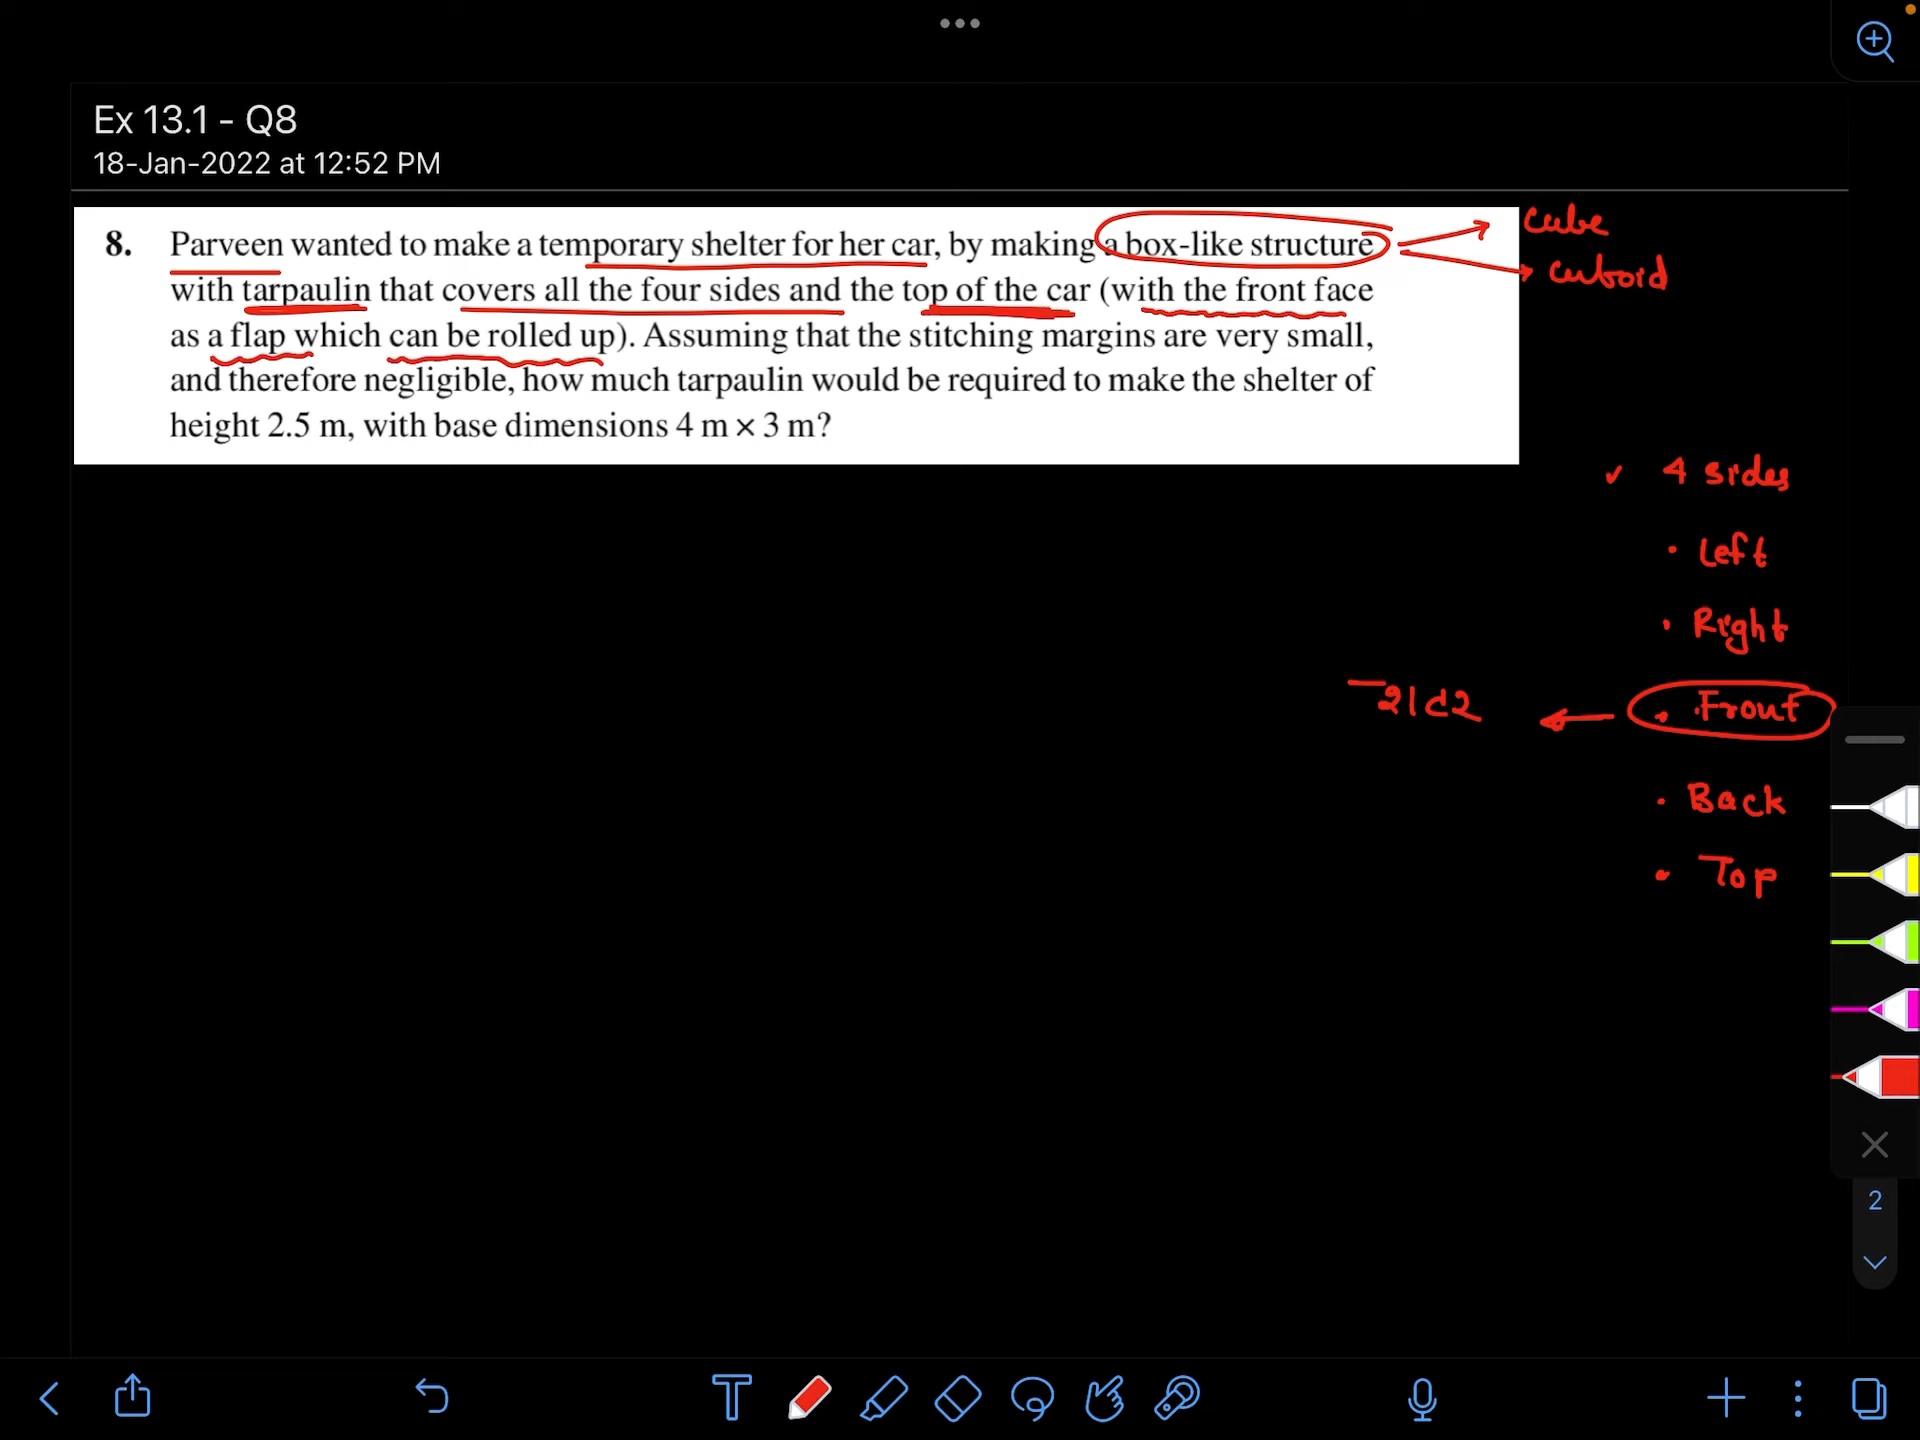 Ex 13.1 - Q8
18-Jan-2022 at 12:52 PM
8. Parveen wanted to make a temporary shelter for her car, by making a box-like structure
with tarpaulin that covers all the four sides and the top of the car (with the front face
as a flap which can be rolled up). Assuming that the stitching margins are very small,
and therefore negligible, how much tarpaulin would be required to make the shelter of
height 2.5 m, with base dimensions 4 m × 3 m?
cube
cuboid
4 sides
• Left
• Right
• Front
• Back
• Top
2